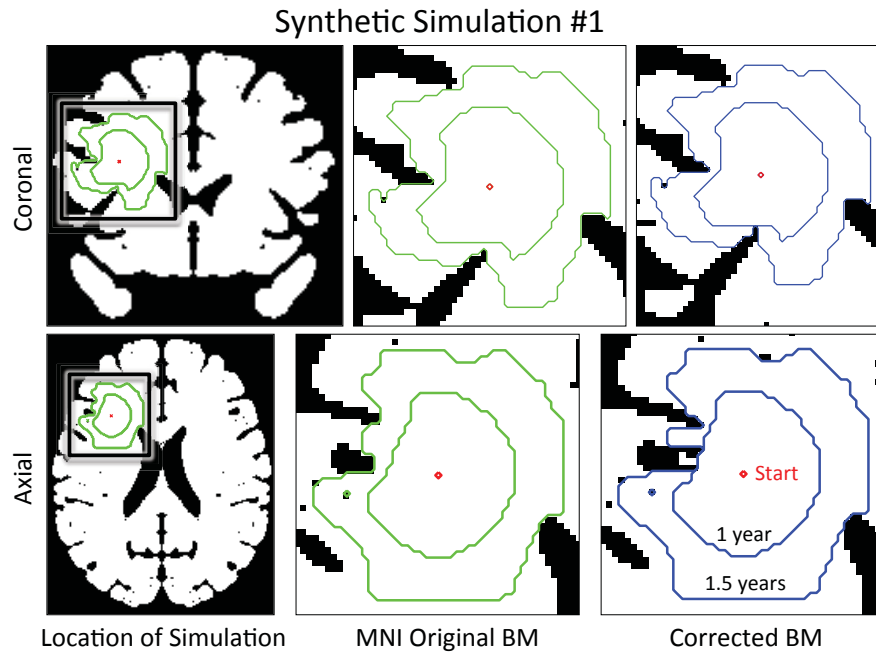 Synthetic Simulation #1
Coronal
Axial
Start
1 year
1.5 years
Location of Simulation
MNI Original BM
Corrected BM